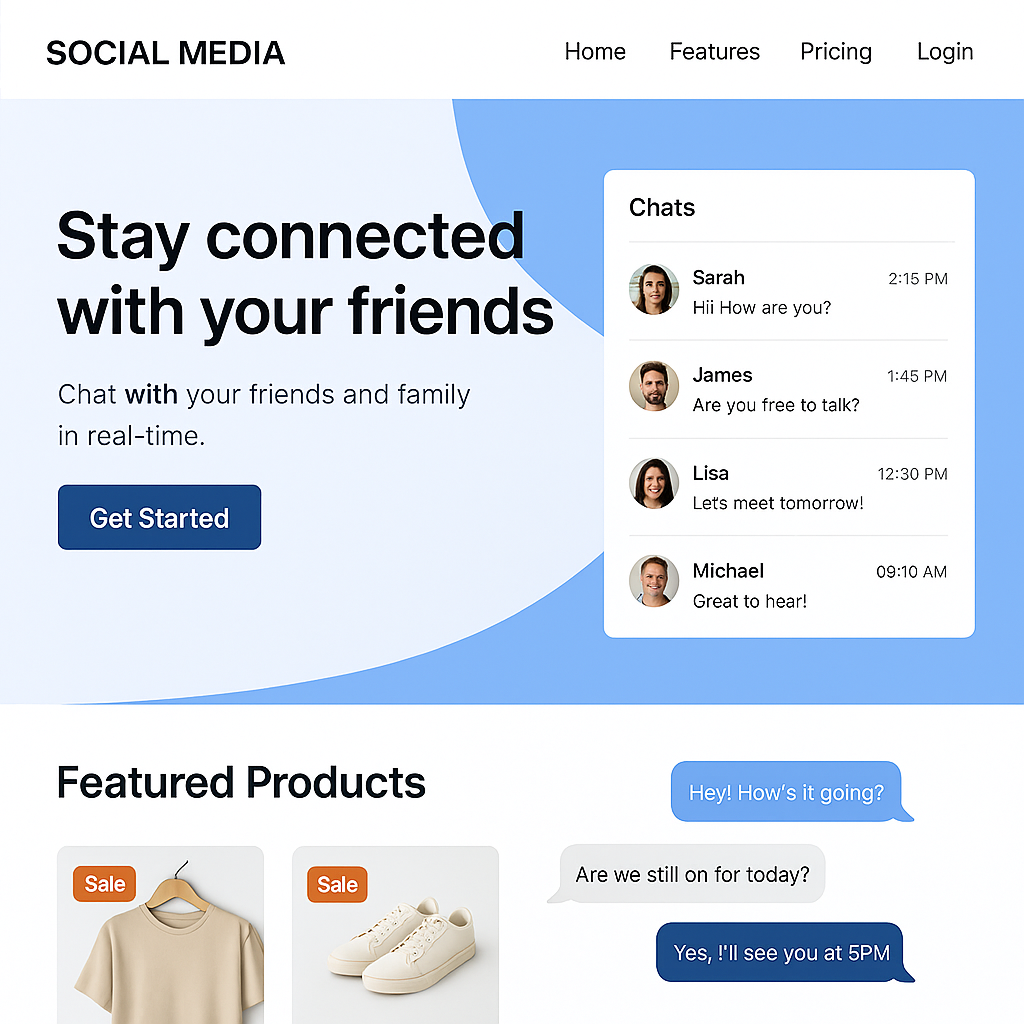 SOCIAL MEDIA
Home Features Pricing Login
Stay connected
with your friends
Chat with your friends and family
in real-time.
Get Started
Chats
Sarah 2:15 PM
Hii How are you?
James 1:45 PM
Are you free to talk?
Lisa 12:30 PM
Let's meet tomorrow!
Michael 09:10 AM
Great to hear!
Featured Products
Sale
Sale
Hey! How's it going?
Are we still on for today?
Yes, I'll see you at 5PM